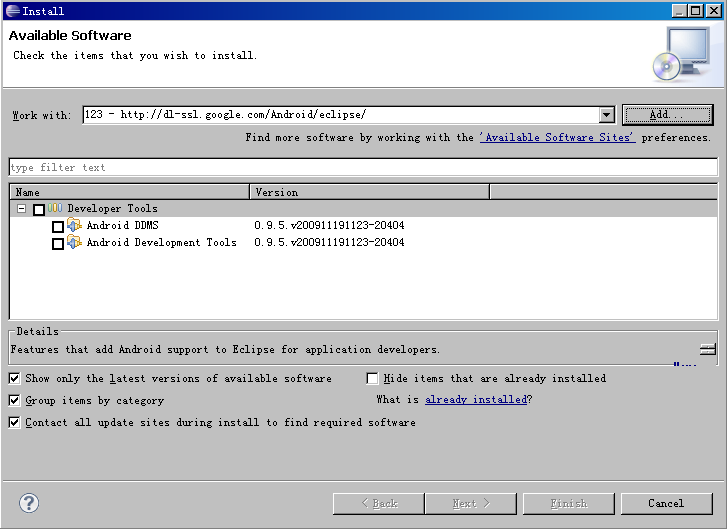 Install
Available Software
Check the items that you wish to install.
Work with: 123 - http://dl-ssl.google.com/Android/eclipse/ Add...
Find more software by working with the 'Available Software Sites' preferences.
type filter text
Name Version
Developer Tools
Android DDMS 0.9.5.v200911191123-20404
Android Development Tools 0.9.5.v200911191123-20404
Details
Features that add Android support to Eclipse for application developers.
Show only the latest versions of available software Hide items that are already installed
Group items by category What is already installed?
Contact all update sites during install to find required software
? < Back Next > Finish Cancel